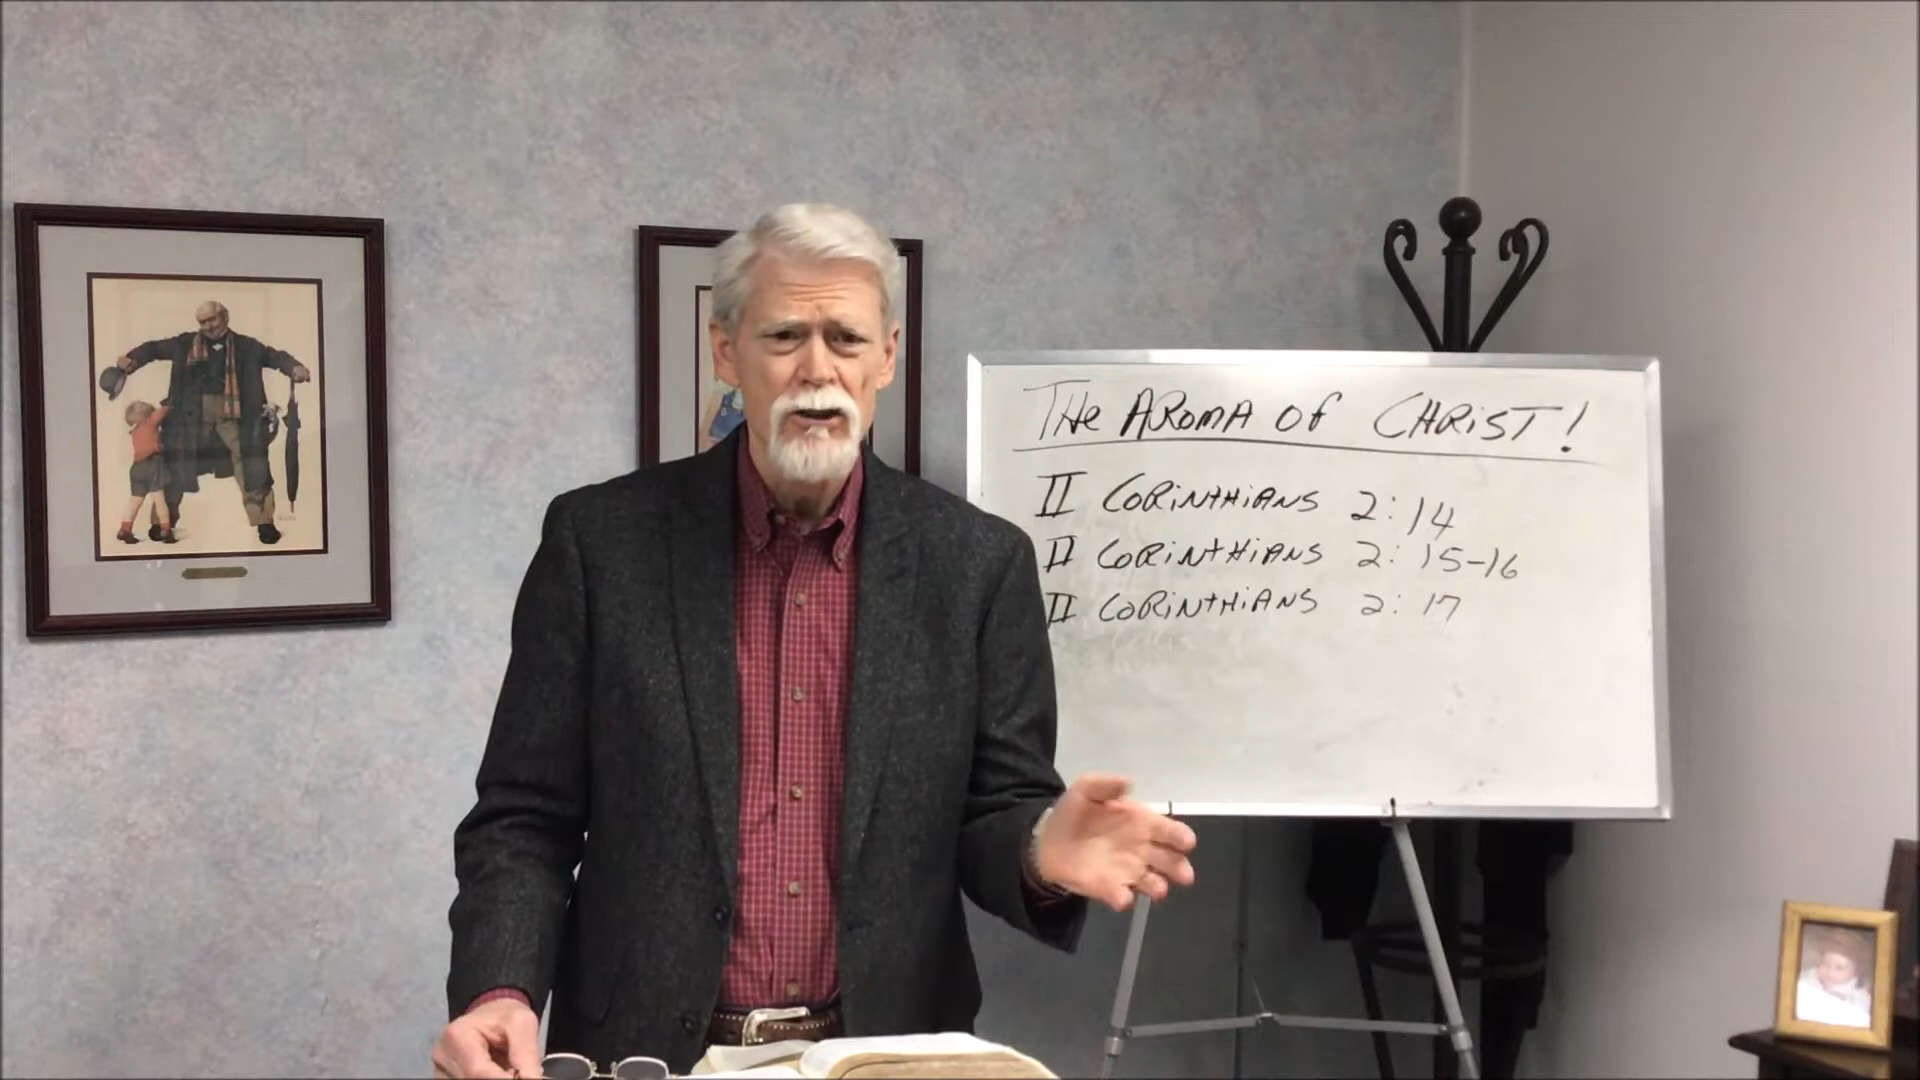 THe AROMA OF CHRiST!
II CORiNTHiANS 2:14
II CORiNTHiANS 2:15-16
II CORiNTHiANS 2:17